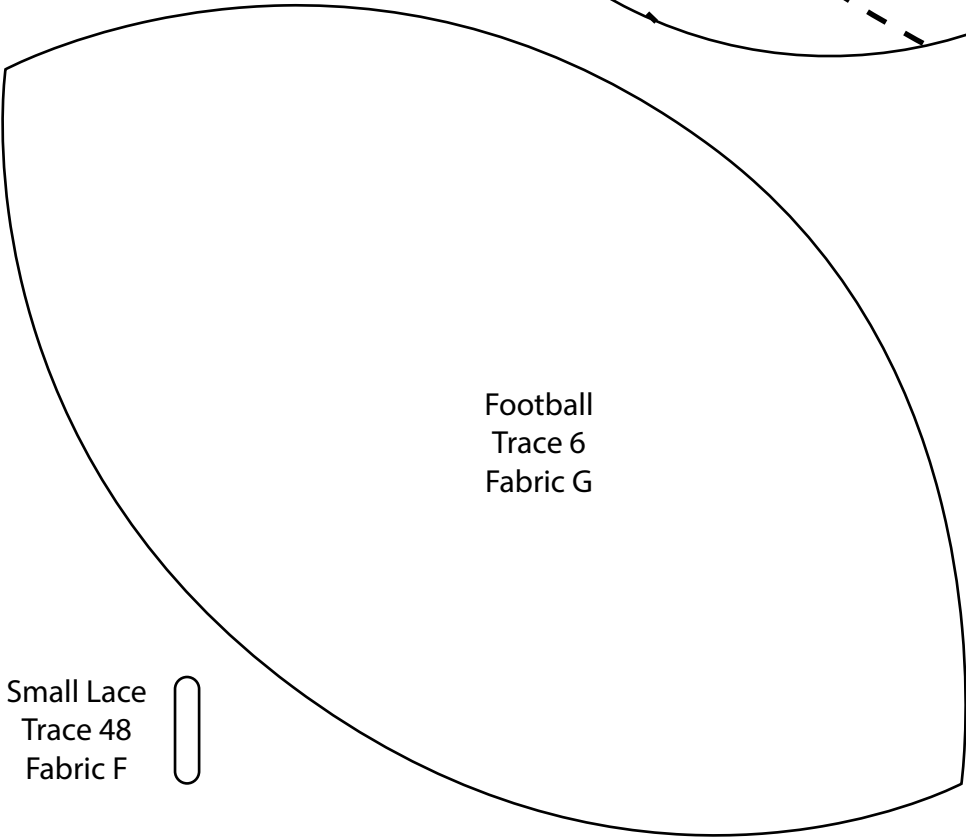 Football
Trace 6
Fabric G
Small Lace
Trace 48
Fabric F